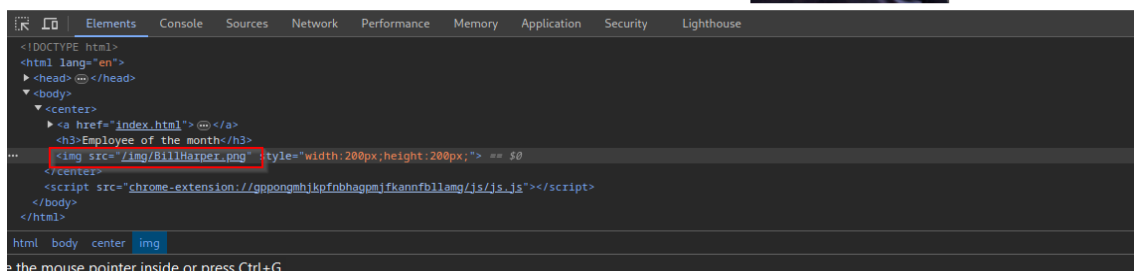 Elements Console Sources Network Performance Memory Application Security Lighthouse
<!DOCTYPE html>
<html lang="en">
<head> </head>
<body>
<center>
<a href="index.html"> </a>
<h3>Employee of the month</h3>
<img src="/img/BillHarper.png" style="width:200px;height:200px;"> == $0
</center>
<script src="chrome-extension://gppongmhjkpfnbhagpmjfkannfbllamg/js/js.js"></script>
</body>
</html>
html body center img
e the mouse pointer inside or press Ctrl+G